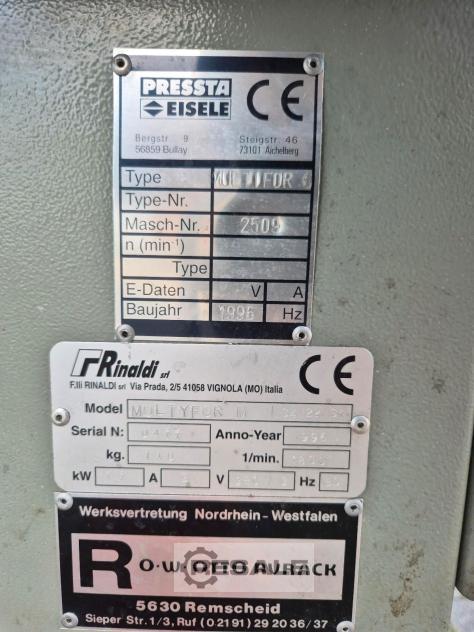 PRESSTA
EISELE CE
Bergstr. 9 Steigstr. 46
56859 Bullay 73101 Aichelberg
Type MULTIFOR
Type-Nr.
Masch-Nr. 2509
n (min-1)
Type
E-Daten V A
Baujahr 1996 Hz
Rinaldi srl CE
F.lli RINALDI srl Via Prada, 2/5 41058 VIGNOLA (MO) Italia
Model MULTYFOR M
Serial N: Anno-Year
kg. 1/min.
kW A V Hz
Werksvertretung Nordrhein-Westfalen
R O.W.
5630 Remscheid
Sieper Str. 1/3, Ruf (0 21 91) 29 20 36/37